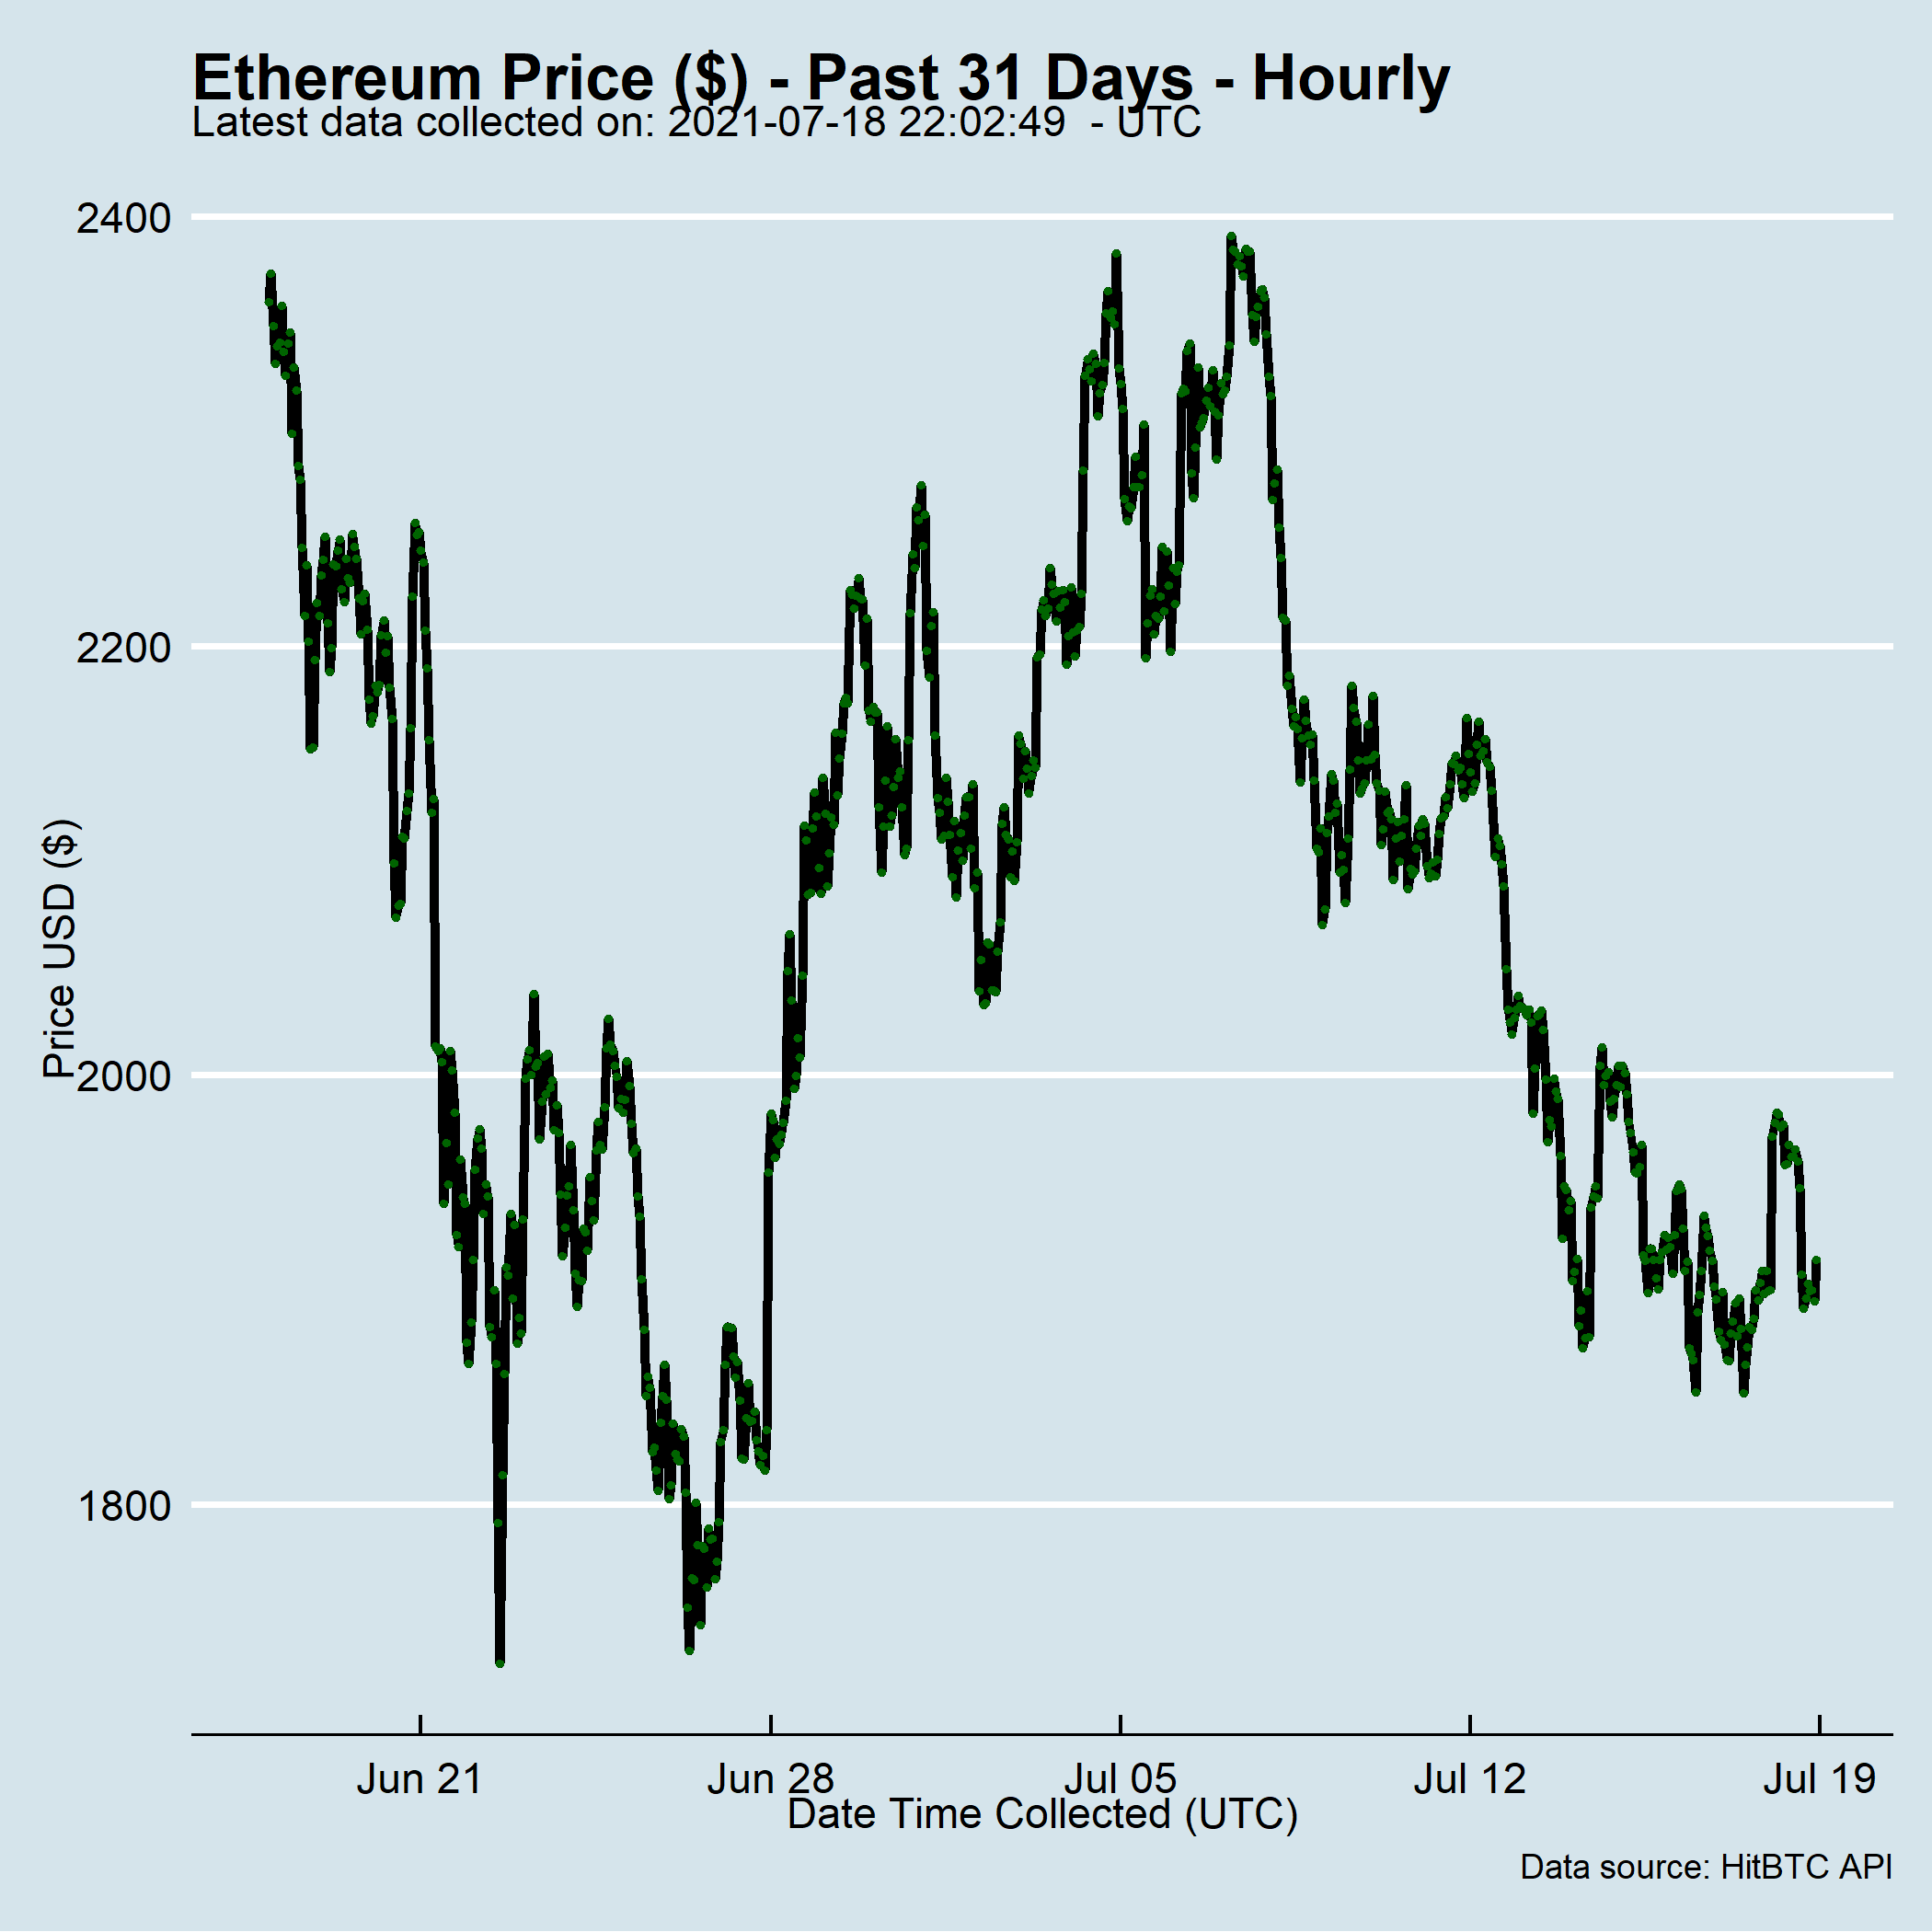 Ethereum Price ($) - Past 31 Days - Hourly
Latest data collected on: 2021-07-18 22:02:49  - UTC
2400
2200
2000
1800
Price USD ($)
Jun 21
Jun 28
Jul 05
Jul 12
Jul 19
Date Time Collected (UTC)
Data source: HitBTC API